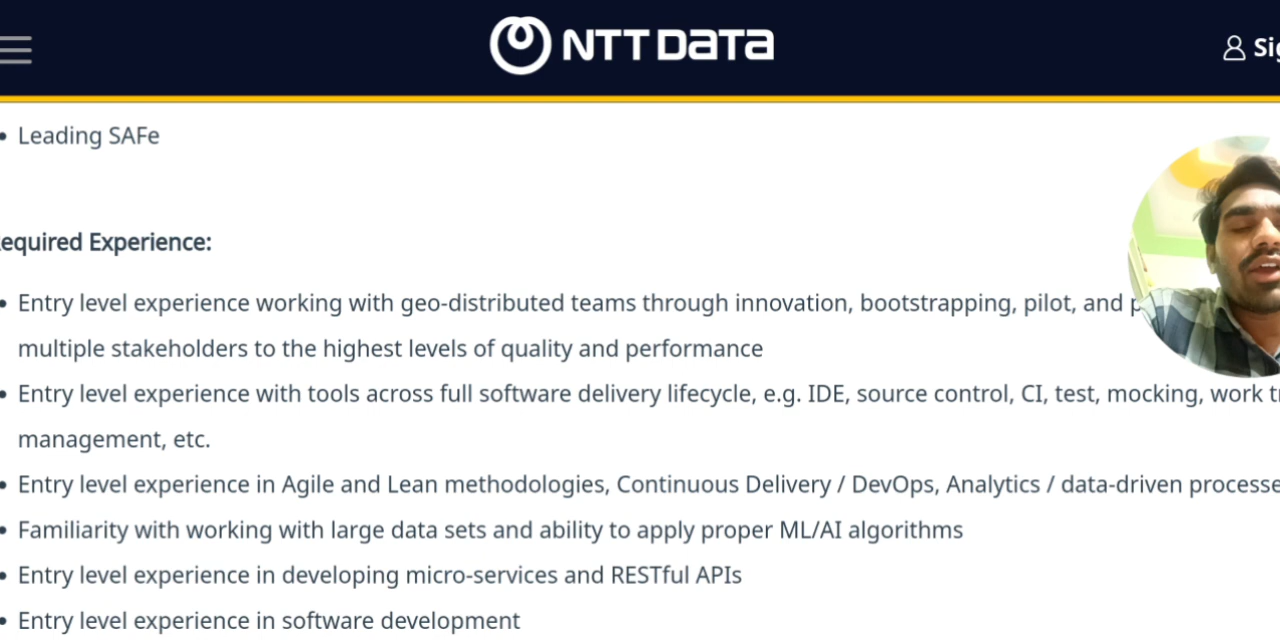 NTT DATA
Sig
Leading SAFe
equired Experience:
Entry level experience working with geo-distributed teams through innovation, bootstrapping, pilot, and p
multiple stakeholders to the highest levels of quality and performance
Entry level experience with tools across full software delivery lifecycle, e.g. IDE, source control, CI, test, mocking, work tr
management, etc.
Entry level experience in Agile and Lean methodologies, Continuous Delivery / DevOps, Analytics / data-driven processe
Familiarity with working with large data sets and ability to apply proper ML/AI algorithms
Entry level experience in developing micro-services and RESTful APIs
Entry level experience in software development